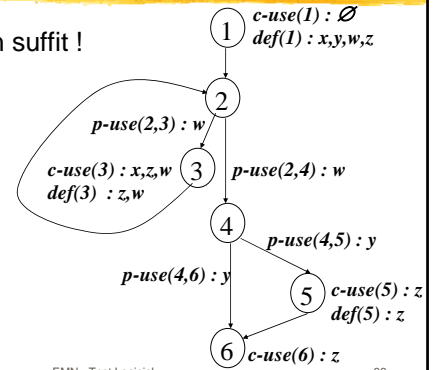 n suffit !
1
c-use(1) : ∅
def(1) : x,y,w,z
2
p-use(2,3) : w
c-use(3) : x,z,w
def(3) : z,w
3
p-use(2,4) : w
4
p-use(4,5) : y
p-use(4,6) : y
5
c-use(5) : z
def(5) : z
6
c-use(6) : z